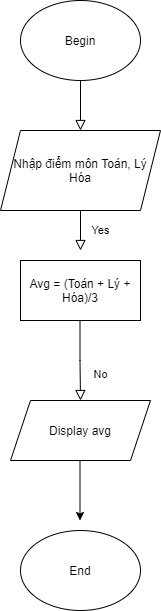 Begin
Nhập điểm môn Toán, Lý
Hóa
Yes
Avg = (Toán + Lý +
Hóa)/3
No
Display avg
End